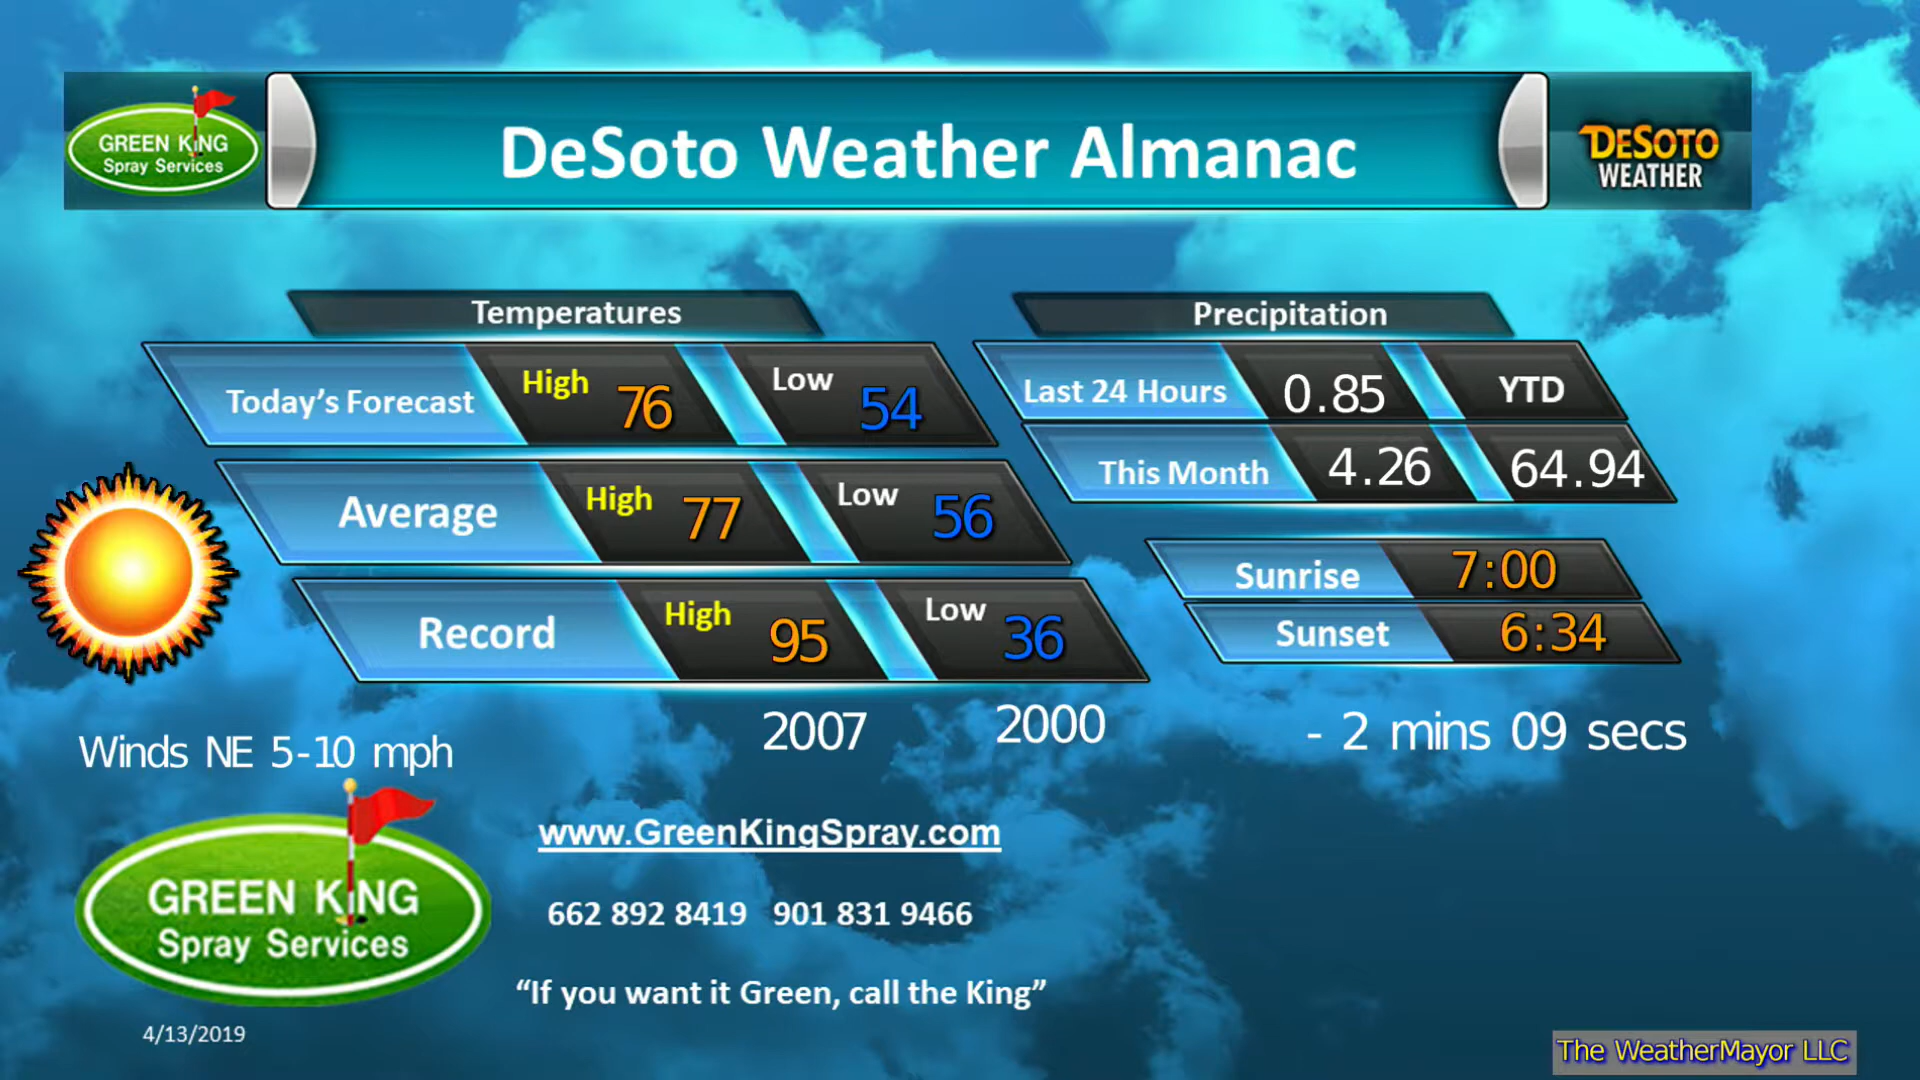 GREEN KING
Spray Services
DeSoto Weather Almanac
DESOTO
WEATHER
Temperatures
Today's Forecast High 76 Low 54
Average High 77 Low 56
Record High 95 Low 36
2007 2000
Precipitation
Last 24 Hours 0.85 YTD
This Month 4.26 64.94
Sunrise 7:00
Sunset 6:34
- 2 mins 09 secs
Winds NE 5-10 mph
GREEN KING
Spray Services
www.GreenKingSpray.com
662 892 8419 901 831 9466
“If you want it Green, call the King”
4/13/2019
The WeatherMayor LLC